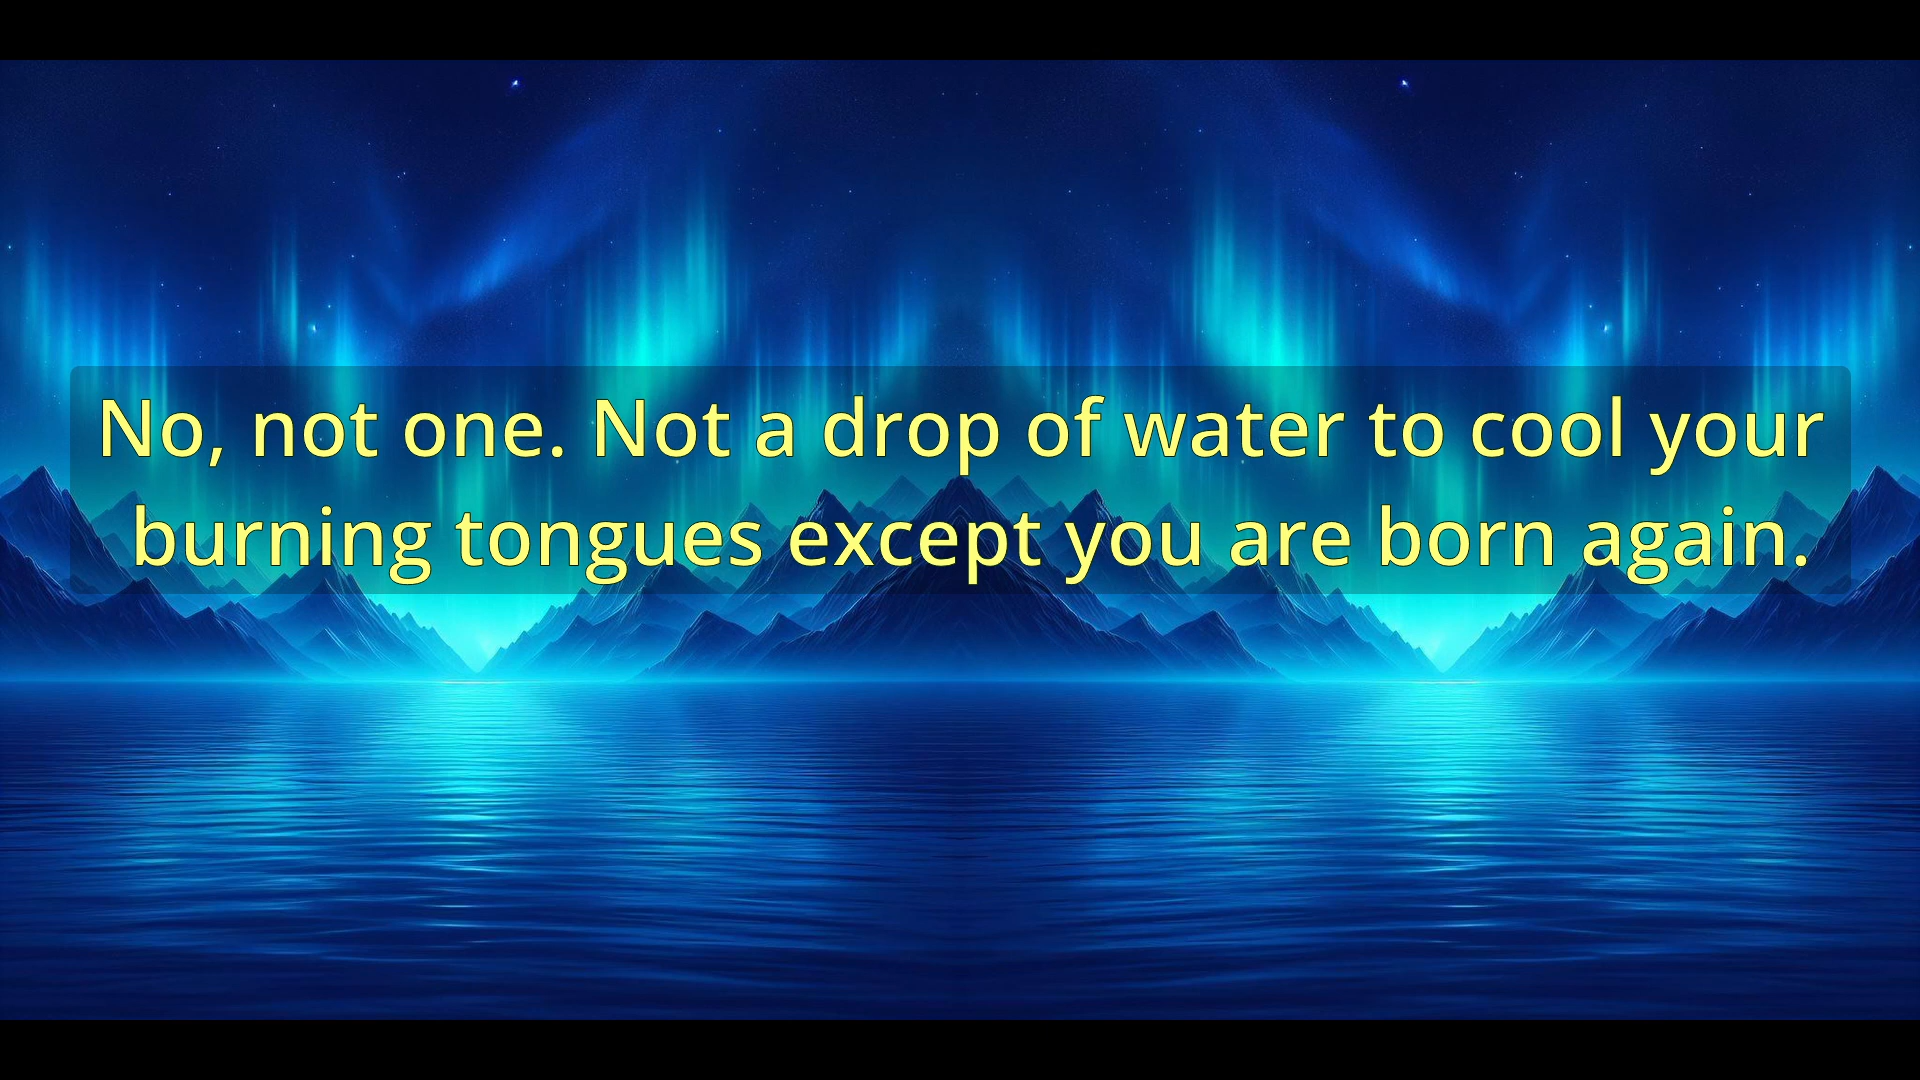 No, not one. Not a drop of water to cool your
burning tongues except you are born again.